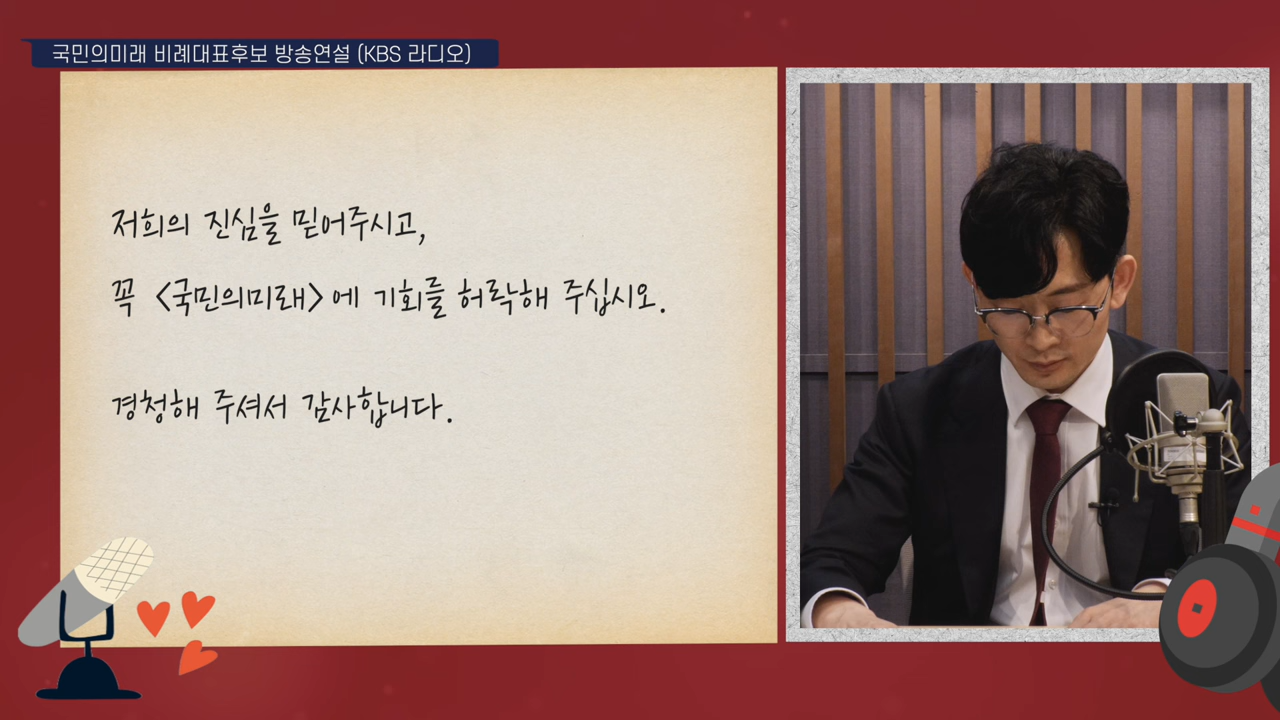 국민의미래 비례대표후보 방송연설 (KBS 라디오)
저희의 진심을 믿어주시고,
꼭 <국민의미래>에 기회를 허락해 주십시오.
경청해 주셔서 감사합니다.